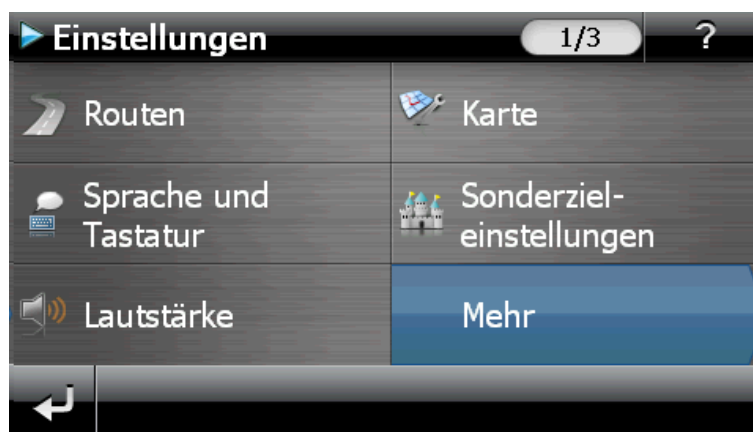 Einstellungen
1/3
?
Routen
Karte
Sprache und
Tastatur
Sonderziel-
einstellungen
Lautstärke
Mehr